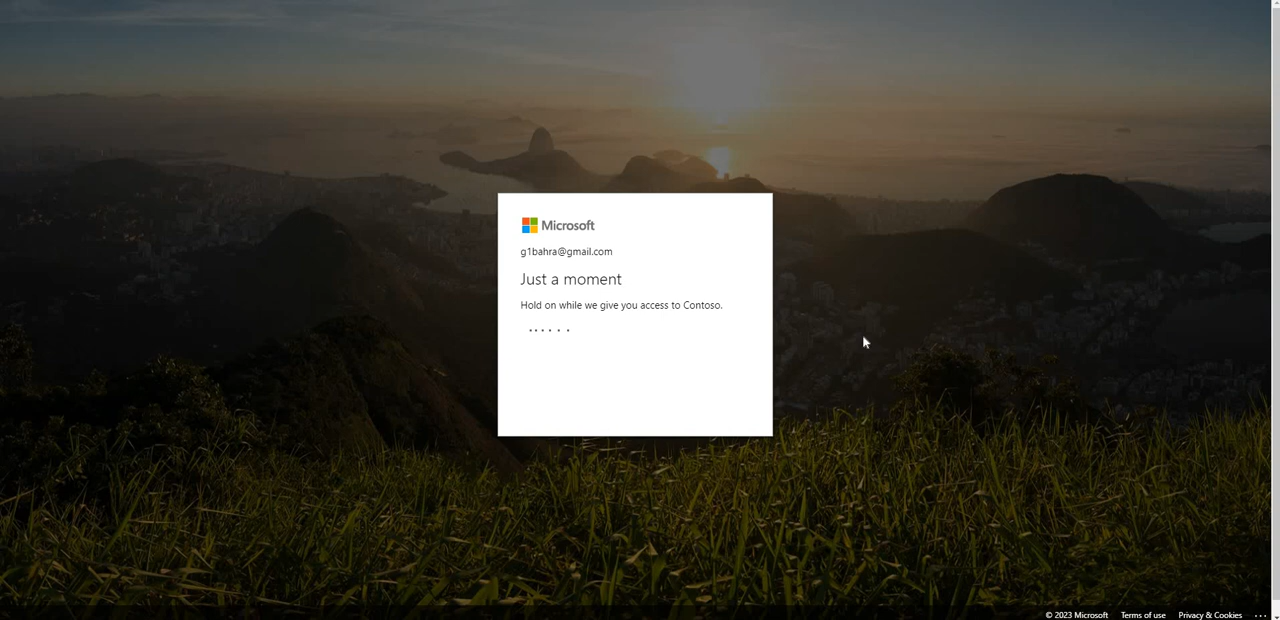 Microsoft
g1bahra@gmail.com
Just a moment
Hold on while we give you access to Contoso.
© 2023 Microsoft Terms of use Privacy & Cookies ...